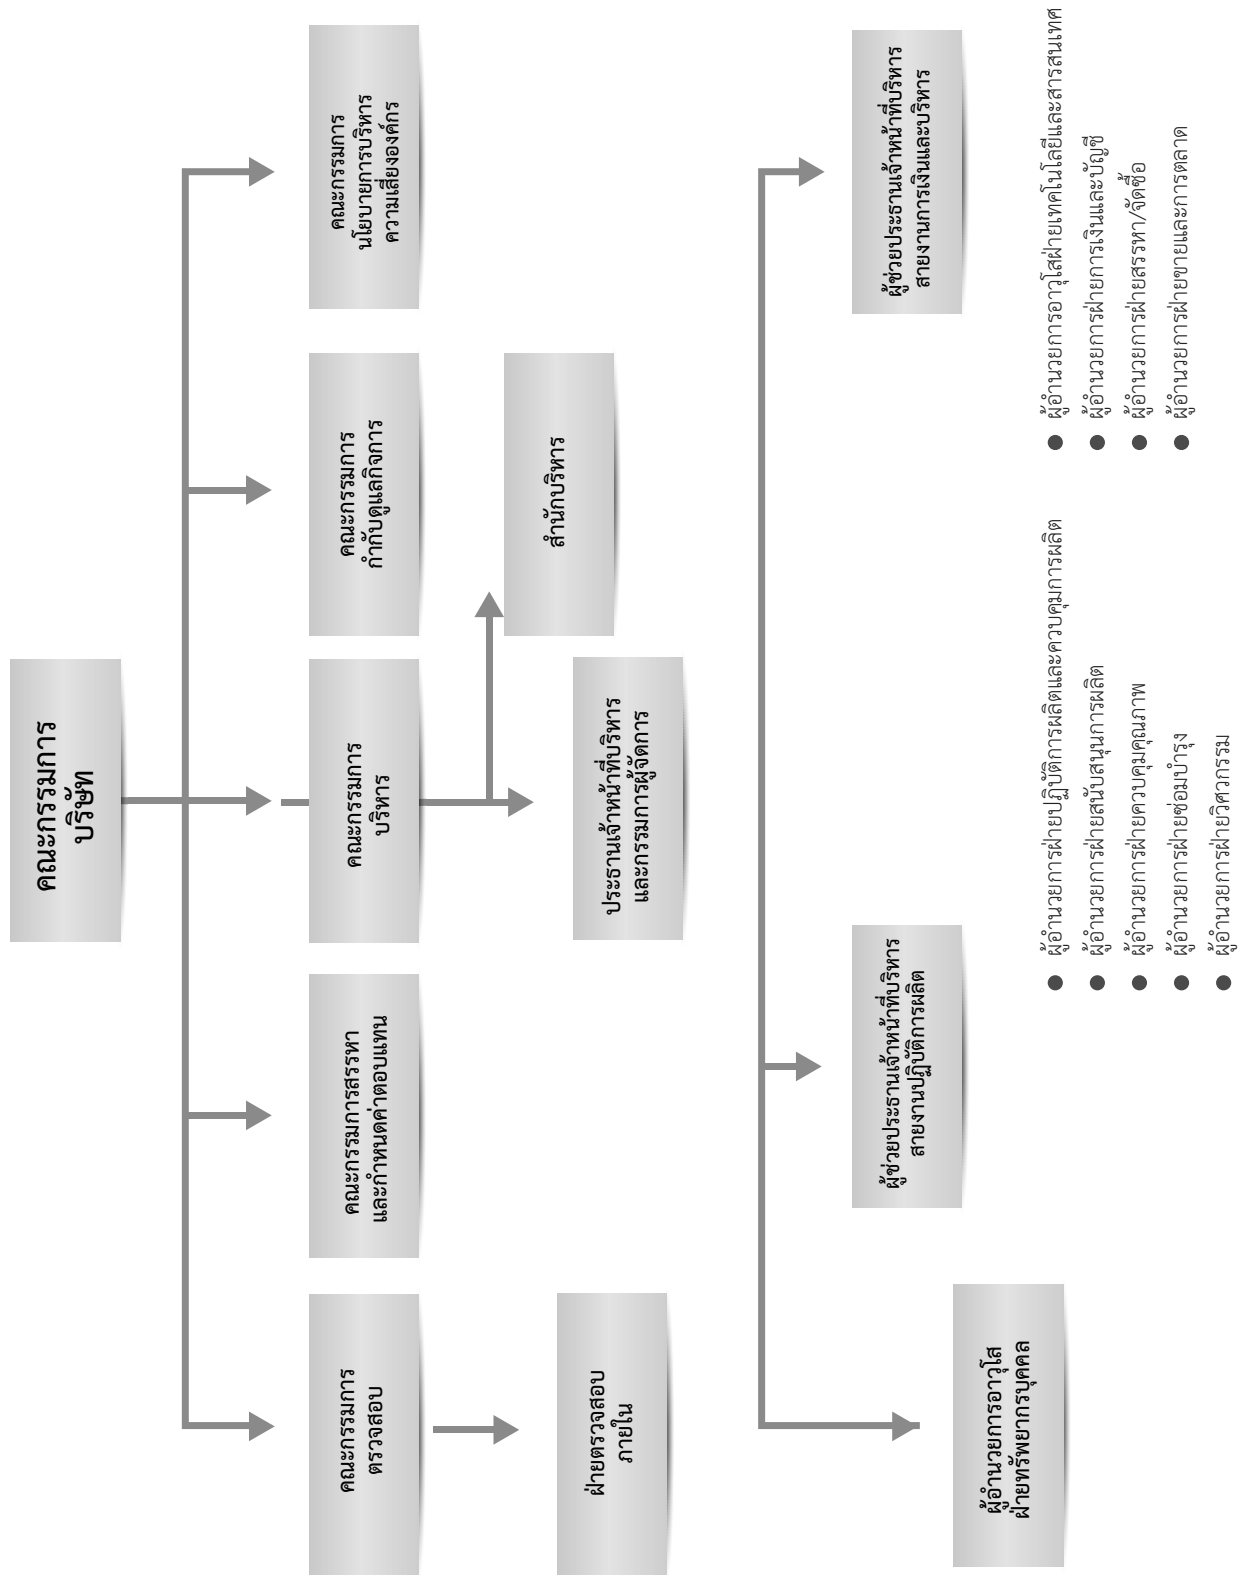 คณะกรรมการ
บริษัท
คณะกรรมการ
ตรวจสอบ
คณะกรรมการสรรหา
และกำหนดค่าตอบแทน
คณะกรรมการ
บริหาร
คณะกรรมการ
กำกับดูแลกิจการ
คณะกรรมการ
นโยบายการบริหาร
ความเสี่ยงองค์กร
สำนักบริหาร
ฝ่ายตรวจสอบ
ภายใน
ประธานเจ้าหน้าที่บริหาร
และกรรมการผู้จัดการ
ผู้อำนวยการอาวุโส
ฝ่ายทรัพยากรบุคคล
ผู้ช่วยประธานเจ้าหน้าที่บริหาร
สายงานปฏิบัติการผลิต
ผู้ช่วยประธานเจ้าหน้าที่บริหาร
สายงานการเงินและบริหาร
● ผู้อำนวยการฝ่ายปฏิบัติการผลิตและควบคุมการผลิต
● ผู้อำนวยการฝ่ายสนับสนุนการผลิต
● ผู้อำนวยการฝ่ายควบคุมคุณภาพ
● ผู้อำนวยการฝ่ายซ่อมบำรุง
● ผู้อำนวยการฝ่ายวิศวกรรม
● ผู้อำนวยการอาวุโสฝ่ายเทคโนโลยีและสารสนเทศ
● ผู้อำนวยการฝ่ายการเงินและบัญชี
● ผู้อำนวยการฝ่ายสรรหา/จัดซื้อ
● ผู้อำนวยการฝ่ายขายและการตลาด